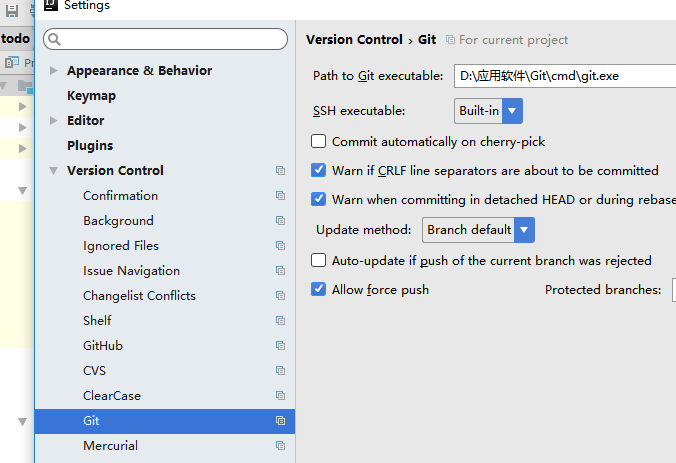 Settings
todo
Pr
Appearance & Behavior
Keymap
Editor
Plugins
Version Control
Confirmation
Background
Ignored Files
Issue Navigation
Changelist Conflicts
Shelf
GitHub
CVS
ClearCase
Git
Mercurial
Version Control › Git For current project
Path to Git executable: D:\应用软件\Git\cmd\git.exe
SSH executable: Built-in
Commit automatically on cherry-pick
Warn if CRLF line separators are about to be committed
Warn when committing in detached HEAD or during rebase
Update method: Branch default
Auto-update if push of the current branch was rejected
Allow force push Protected branches: